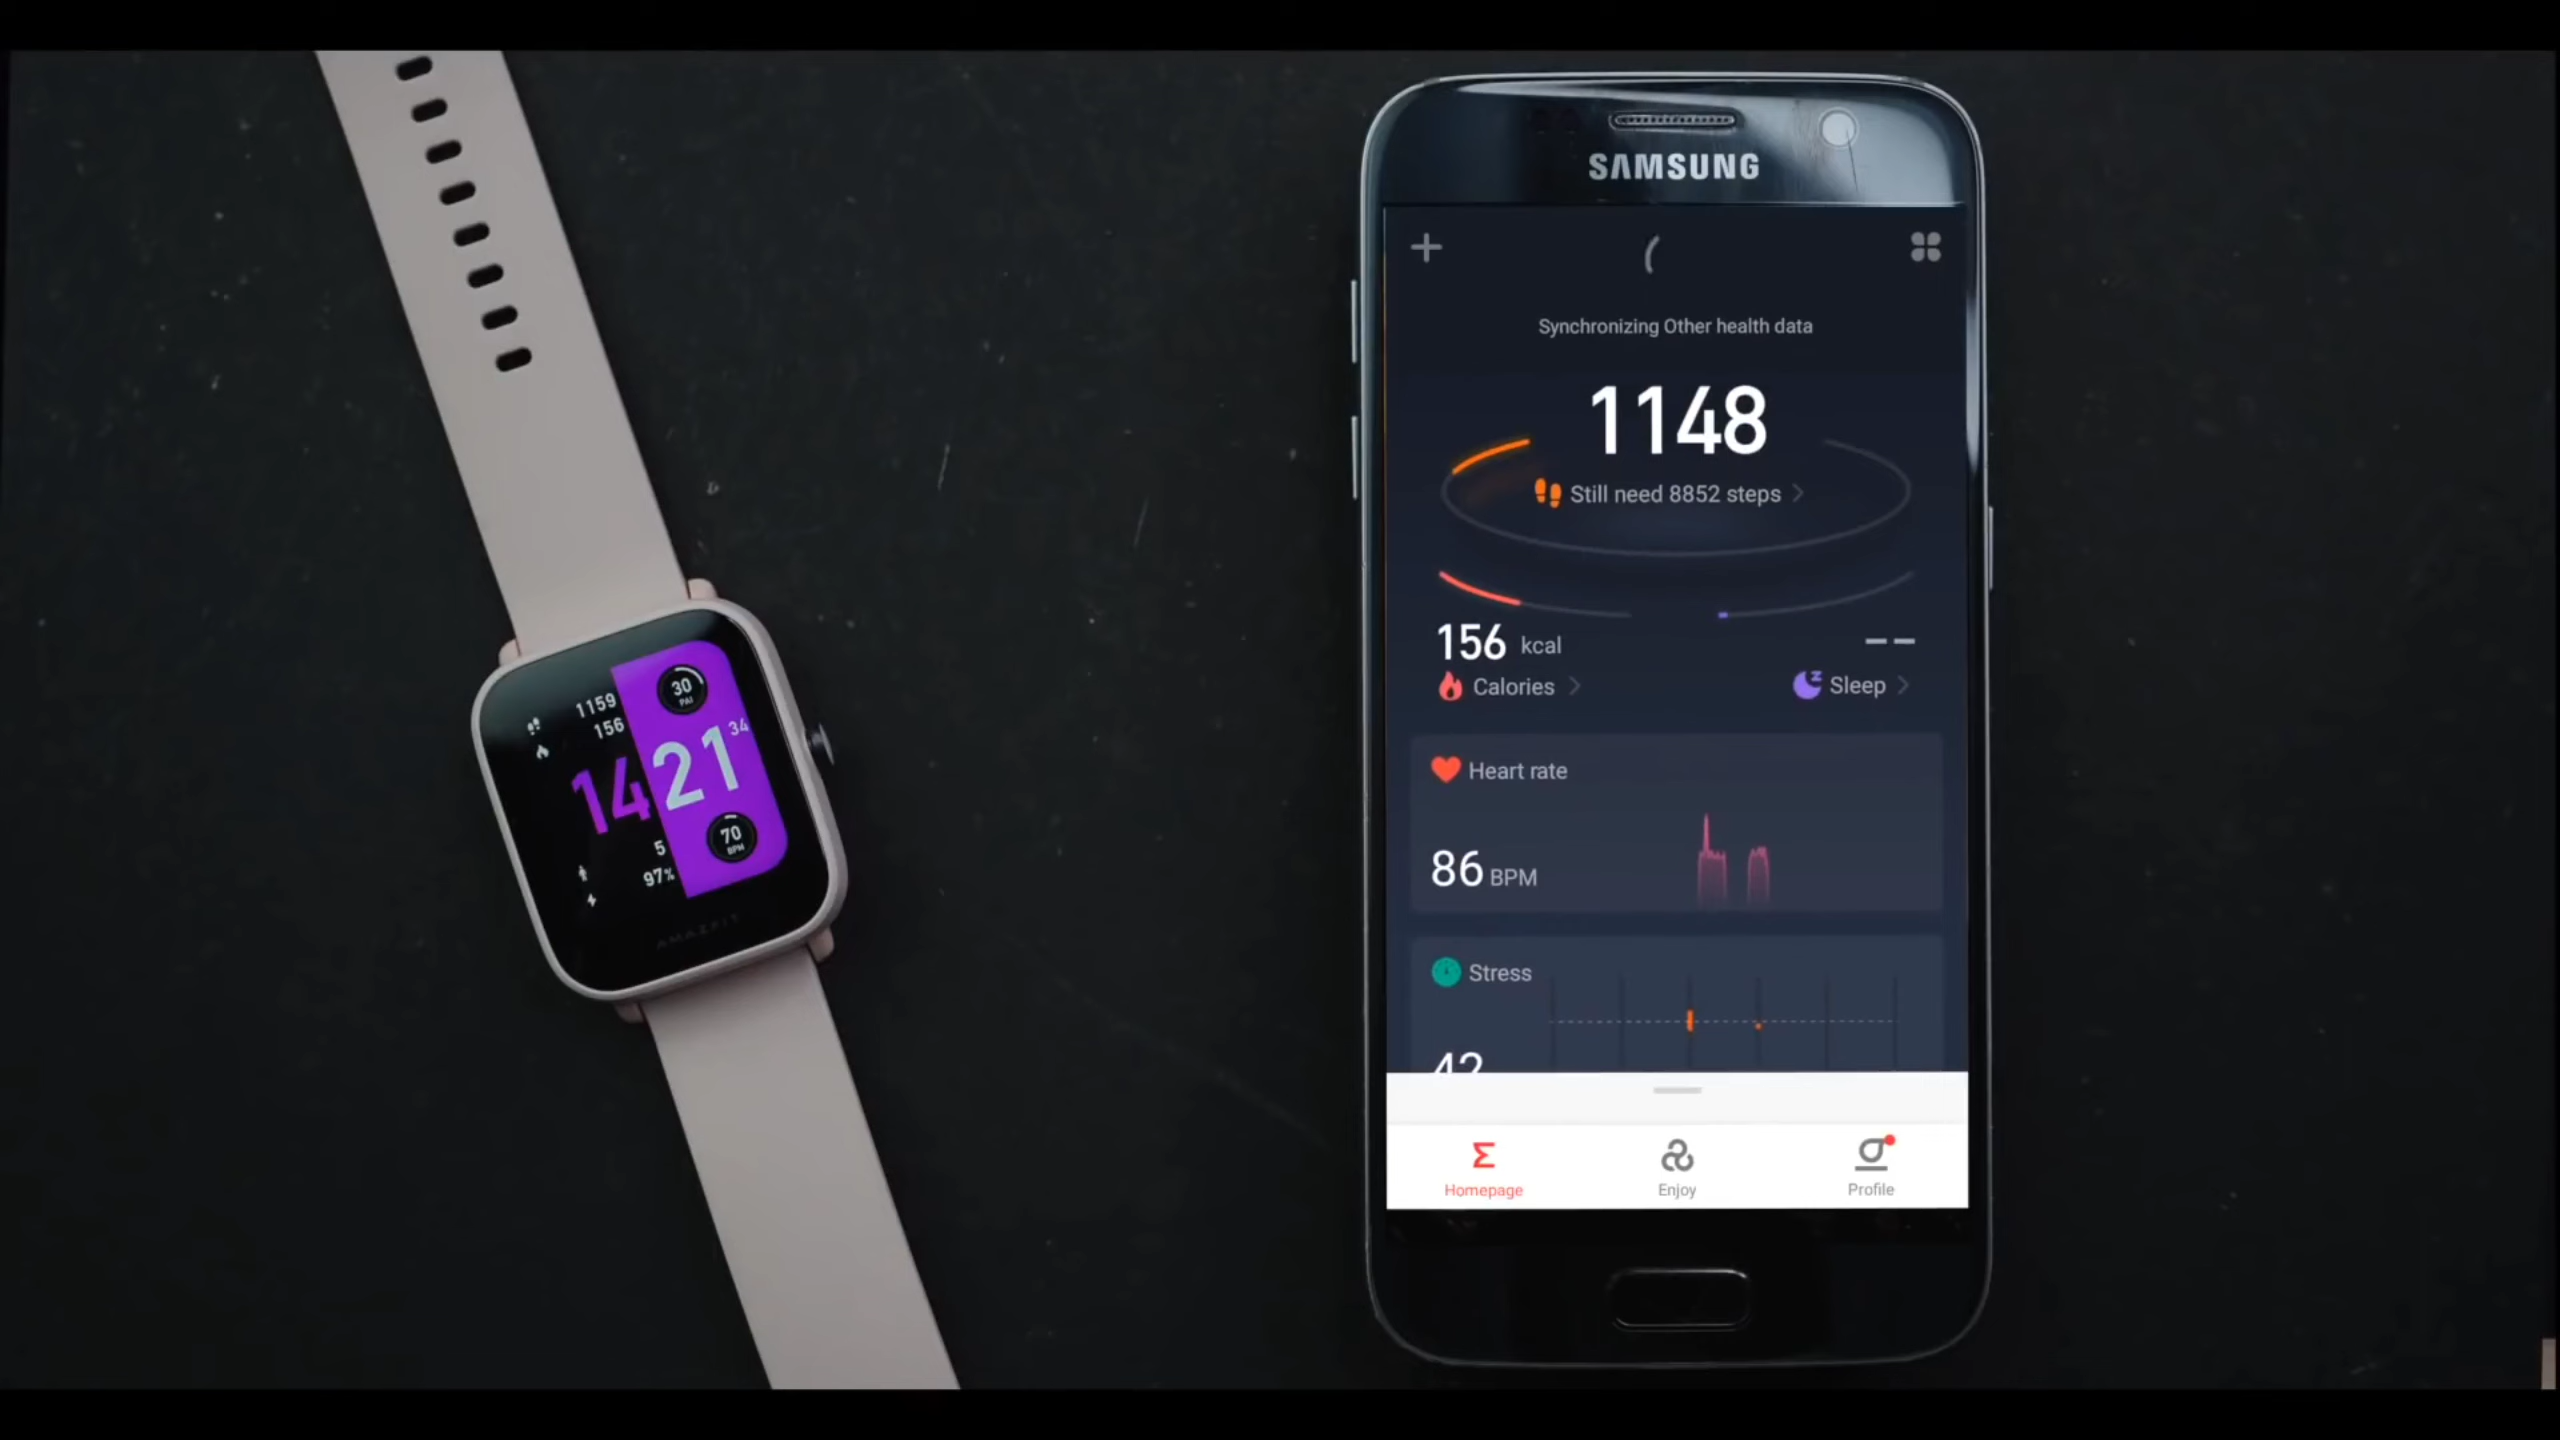 1159
156
30
PAI
14 21 34
70
BPM
5
97%
AMAZFIT
SAMSUNG
Synchronizing Other health data
1148
Still need 8852 steps
156 kcal
Calories
--
Sleep
Heart rate
86 BPM
Stress
42
Homepage
Enjoy
Profile